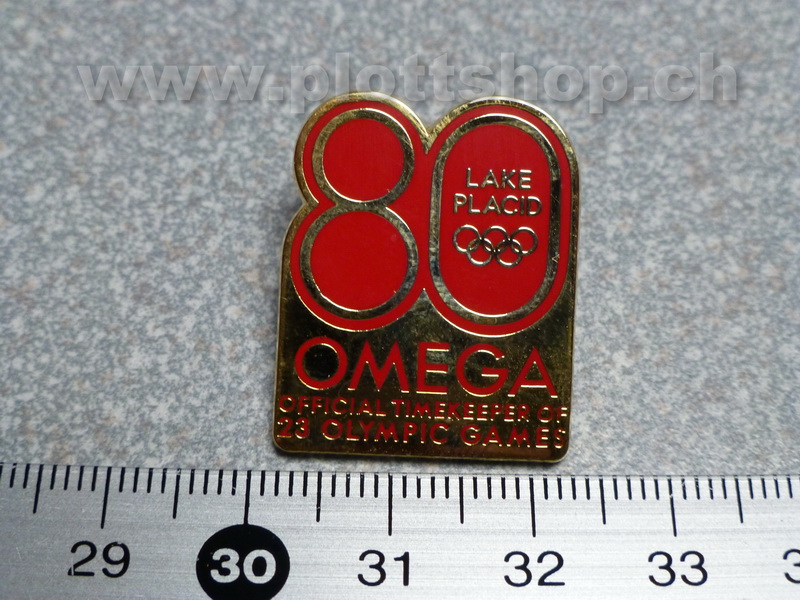 www.plottshop.ch
80
LAKE
PLACID
OMEGA
OFFICIAL TIMEKEEPER OF
23 OLYMPIC GAMES
29 30 31 32 33